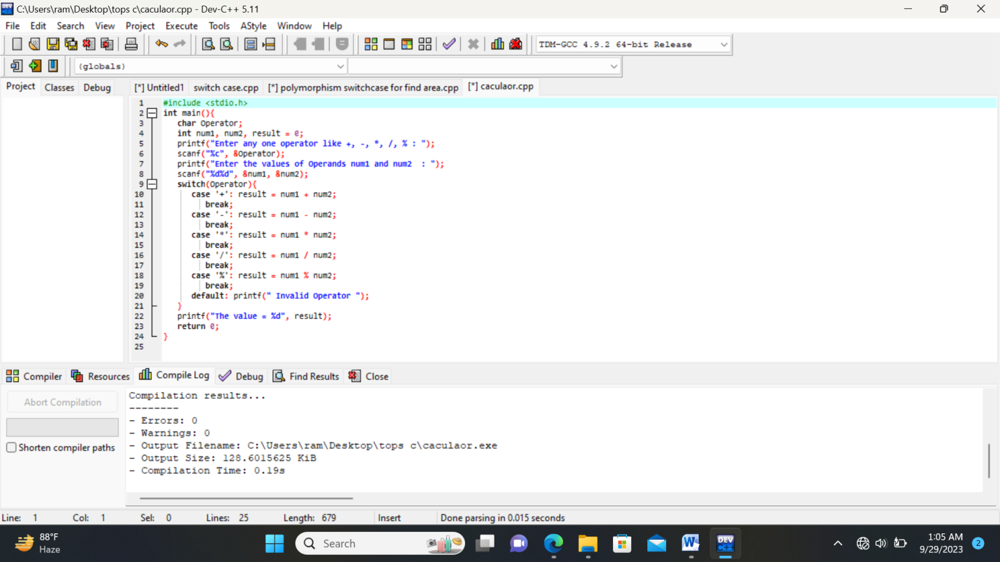 C:\Users\ram\Desktop\tops c\caculaor.cpp - Dev-C++ 5.11
File Edit Search View Project Execute Tools AStyle Window Help
TDM-GCC 4.9.2 64-bit Release
(globals)
Project Classes Debug [*] Untitled1 switch case.cpp [*] polymorphism switchcase for find area.cpp [*] caculaor.cpp
1 #include <stdio.h>
2 int main(){
3 char Operator;
4 int num1, num2, result = 0;
5 printf("Enter any one operator like +, -, *, /, % : ");
6 scanf("%c", &Operator);
7 printf("Enter the values of Operands num1 and num2  : ");
8 scanf("%d%d", &num1, &num2);
9 switch(Operator){
10 case '+': result = num1 + num2;
11 break;
12 case '-': result = num1 - num2;
13 break;
14 case '*': result = num1 * num2;
15 break;
16 case '/': result = num1 / num2;
17 break;
18 case '%': result = num1 % num2;
19 break;
20 default: printf(" Invalid Operator ");
21 }
22 printf("The value = %d", result);
23 return 0;
24 }
25
Compiler Resources Compile Log Debug Find Results Close
Abort Compilation
Shorten compiler paths
Compilation results...
--------
- Errors: 0
- Warnings: 0
- Output Filename: C:\Users\ram\Desktop\tops c\caculaor.exe
- Output Size: 128.6015625 KiB
- Compilation Time: 0.19s
Line: 1 Col: 1 Sel: 0 Lines: 25 Length: 679 Insert Done parsing in 0.015 seconds
88°F
Haze
Search
DEV
1:05 AM
9/29/2023
2